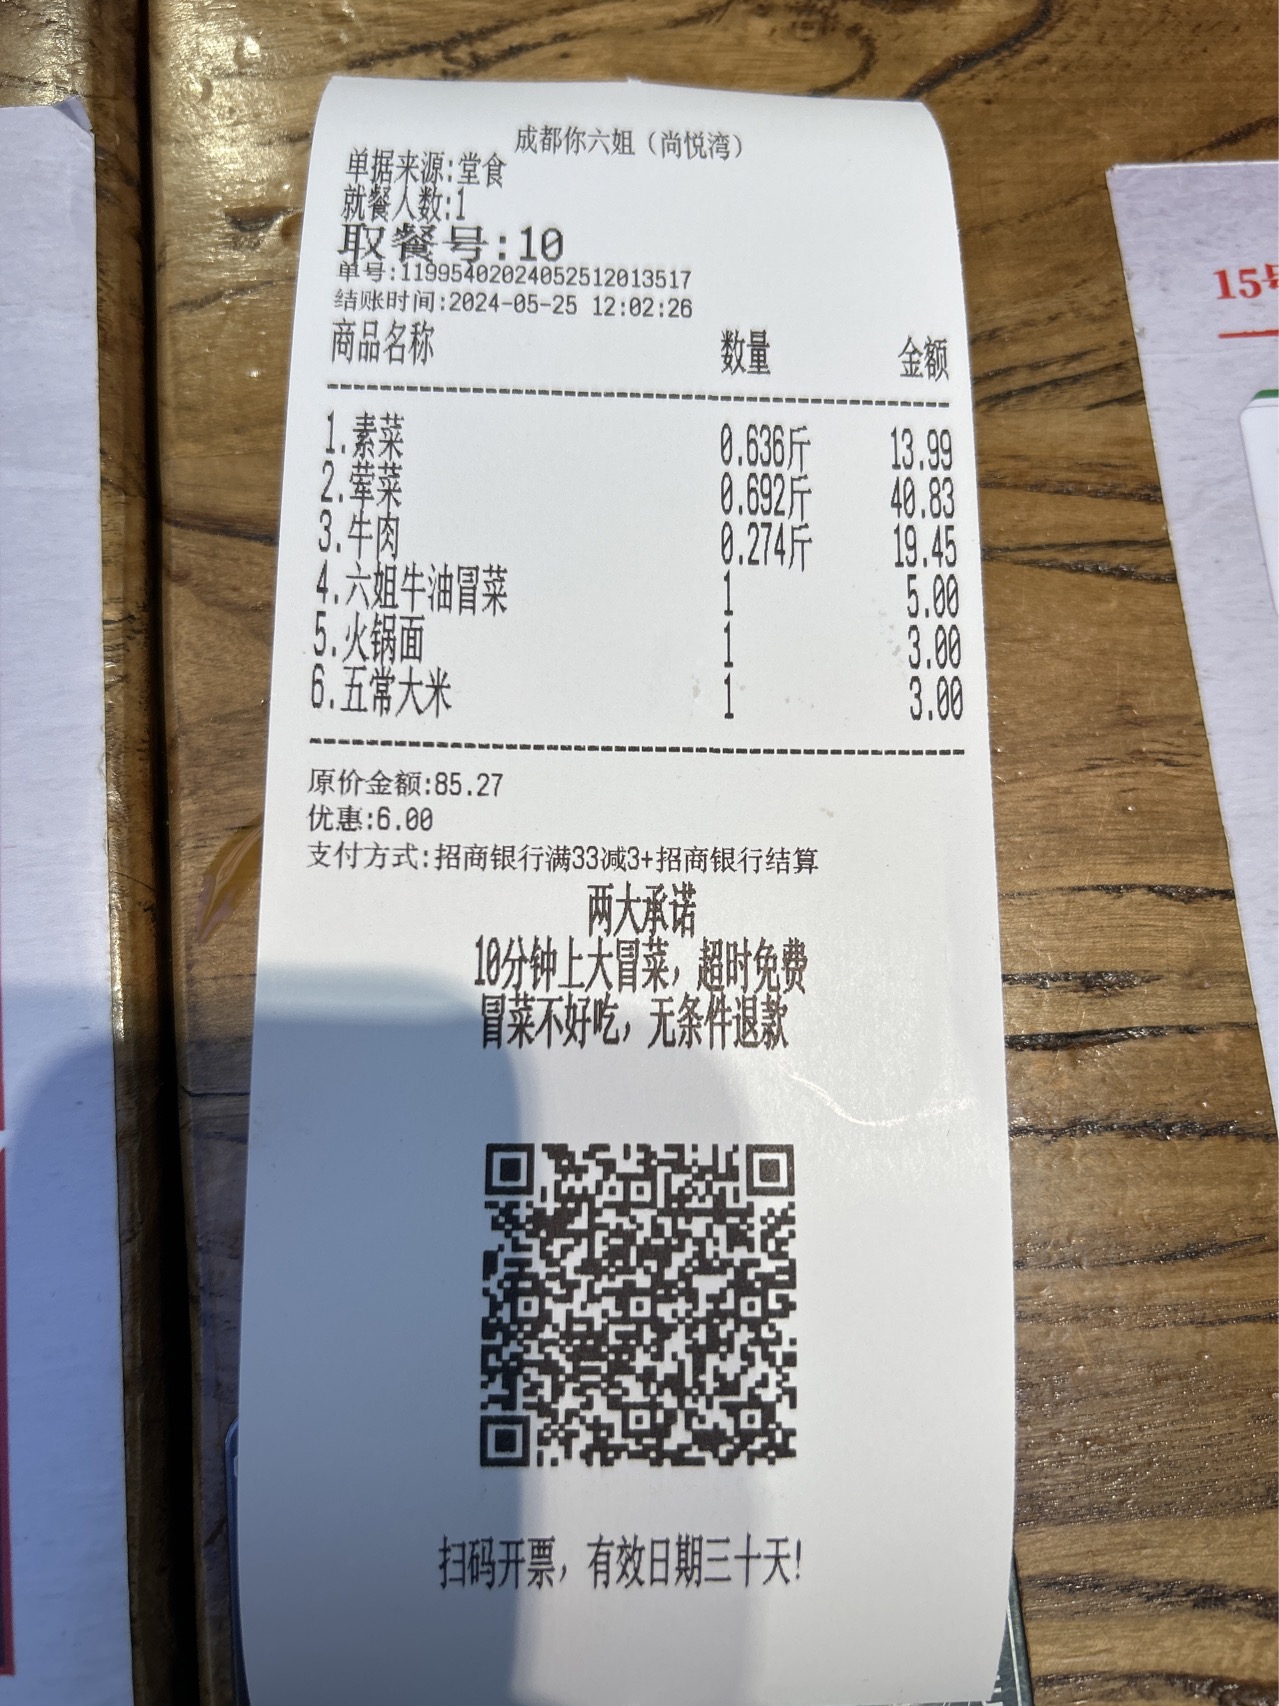 成都你六姐（尚悦湾）
单据来源:堂食
就餐人数:1
取餐号:10
单号:11995402024052512013517
结账时间:2024-05-25 12:02:26
商品名称 数量 金额
1.素菜 0.636斤 13.99
2.荤菜 0.692斤 40.83
3.牛肉 0.274斤 19.45
4.六姐牛油冒菜 1 5.00
5.火锅面 1 3.00
6.五常大米 1 3.00
原价金额:85.27
优惠:6.00
支付方式:招商银行满33减3+招商银行结算
两大承诺
10分钟上大冒菜，超时免费
冒菜不好吃，无条件退款
扫码开票，有效日期三十天!
15